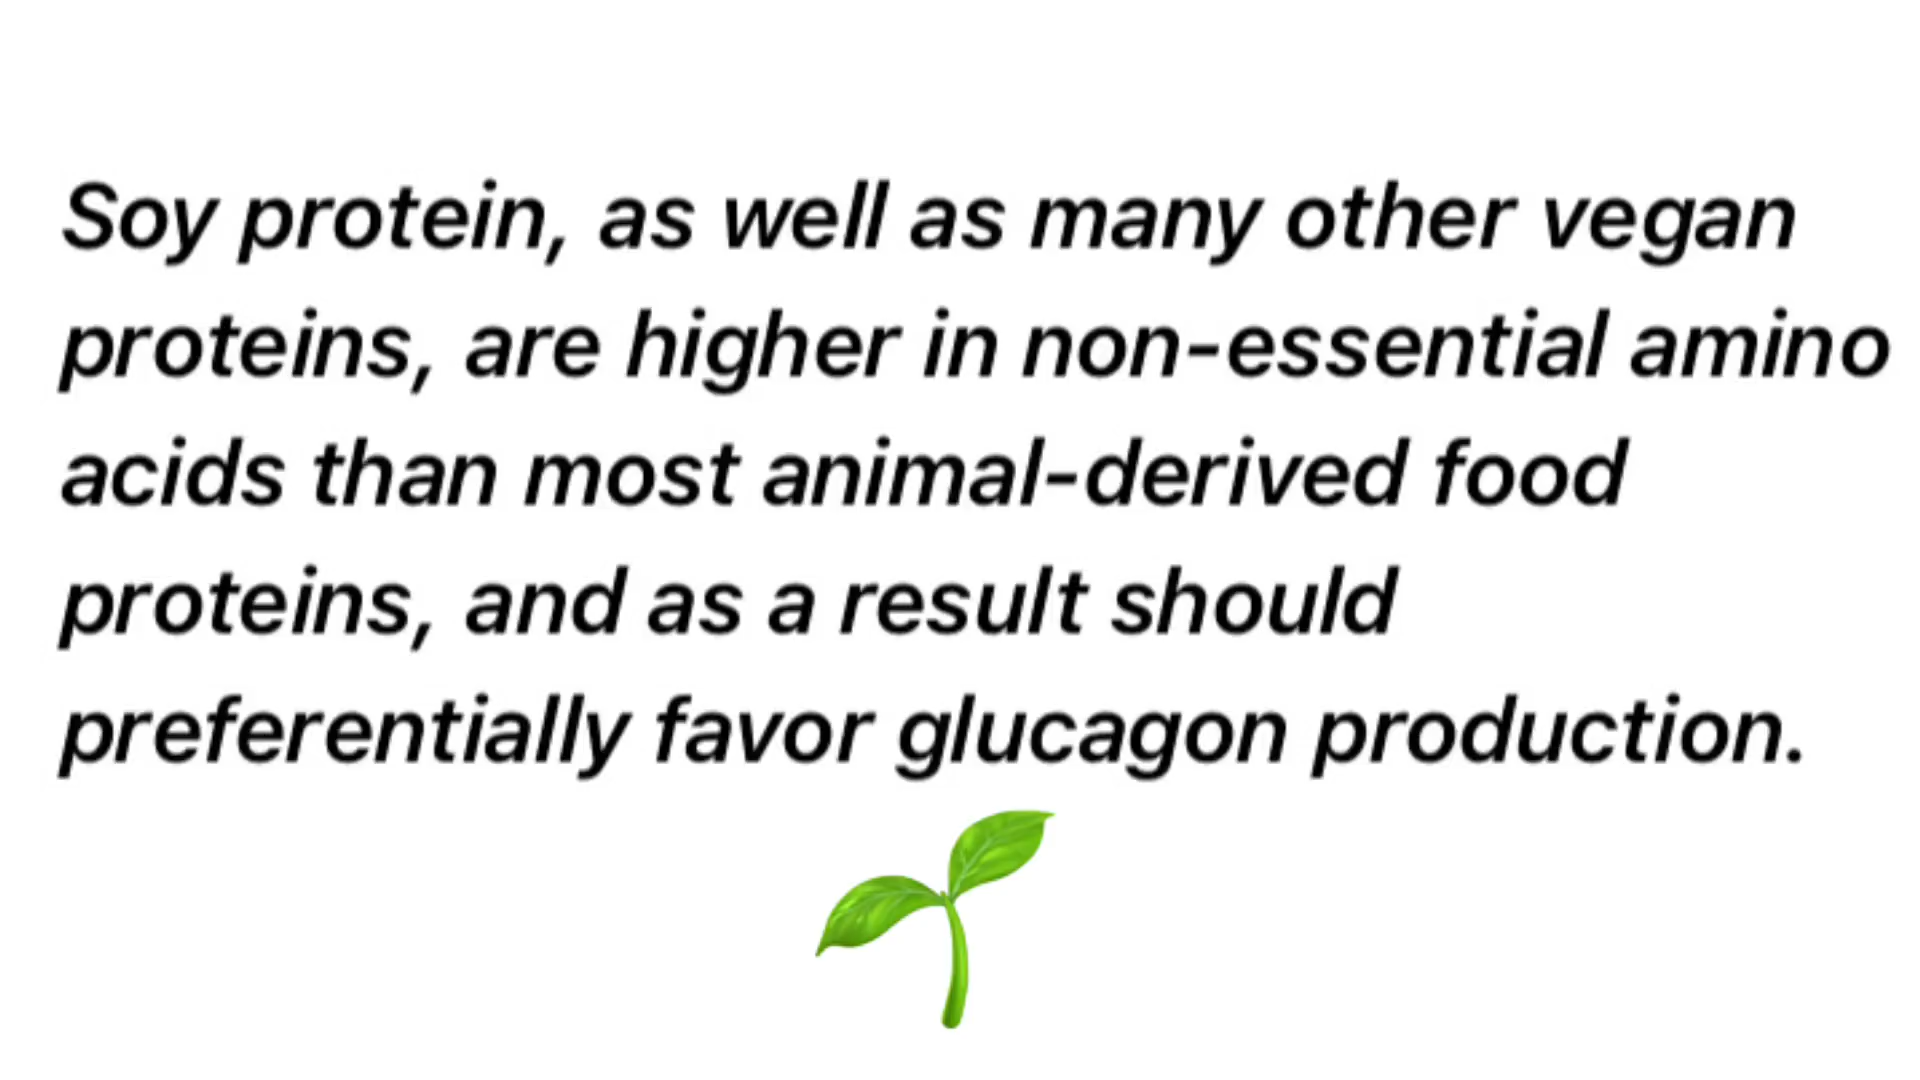 Soy protein, as well as many other vegan
proteins, are higher in non-essential amino
acids than most animal-derived food
proteins, and as a result should
preferentially favor glucagon production.